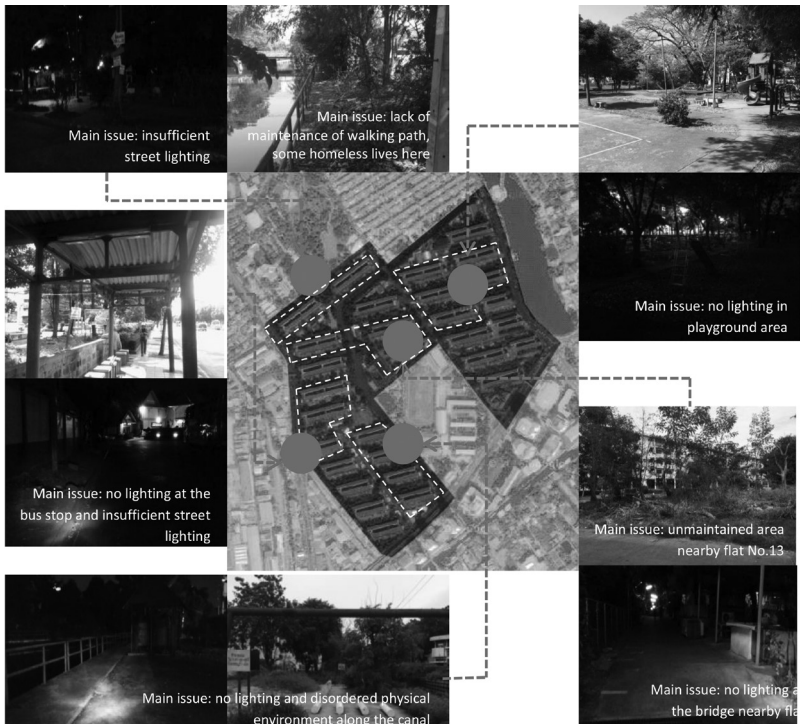 Main issue: insufficient
street lighting
Main issue: lack of
maintenance of walking path,
some homeless lives here
Main issue: no lighting in
playground area
Main issue: no lighting at the
bus stop and insufficient street
lighting
Main issue: unmaintained area
nearby flat No.13
Main issue: no lighting and disordered physical
environment along the canal
Main issue: no lighting a
the bridge nearby fla